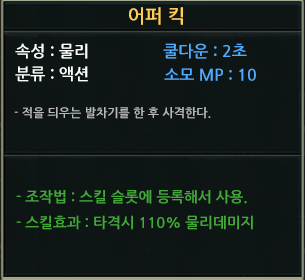 어퍼 킥
속성 : 물리 쿨다운 : 2초
분류 : 액션 소모 MP : 10
- 적을 띄우는 발차기를 한 후 사격한다.
- 조작법 : 스킬 슬롯에 등록해서 사용.
- 스킬효과 : 타격시 110% 물리데미지